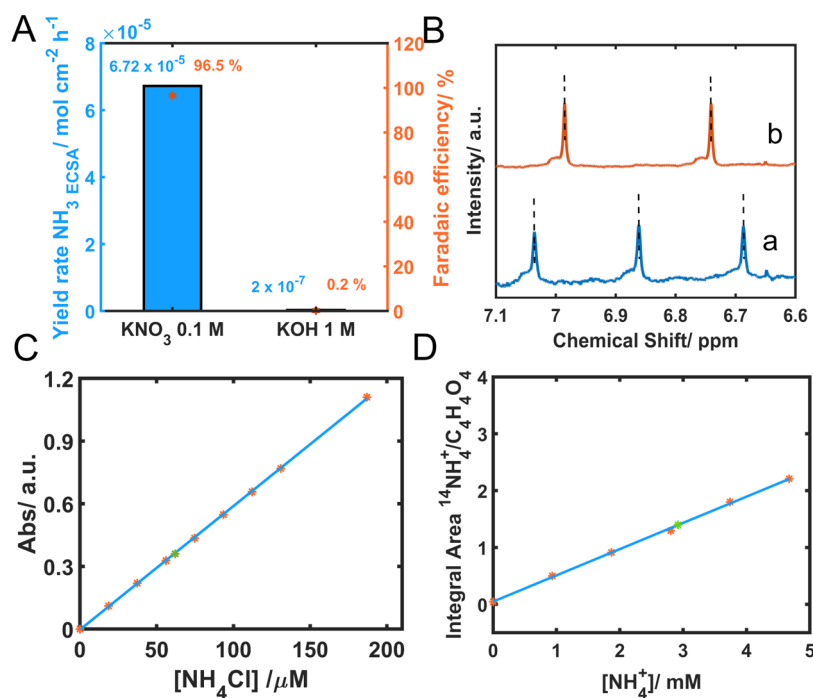 A
×10⁻⁵
8
6
4
2
0
Yield rate NH₃ ECSA/ mol cm⁻² h⁻¹
6.72 x 10⁻⁵ 96.5 %
2 x 10⁻⁷ 0.2 %
KNO₃ 0.1 M KOH 1 M
120
100
80
60
40
20
0
Faradaic efficiency/ %
B
Intensity/ a.u.
b
a
7.1 7 6.9 6.8 6.7 6.6
Chemical Shift/ ppm
C
1.2
0.9
0.6
0.3
0
Abs/ a.u.
0 50 100 150 200
[NH₄Cl] /μM
D
4
3
2
1
0
Integral Area ¹⁴NH₄⁺/C₄H₄O₄
0 1 2 3 4 5
[NH₄⁺]/ mM